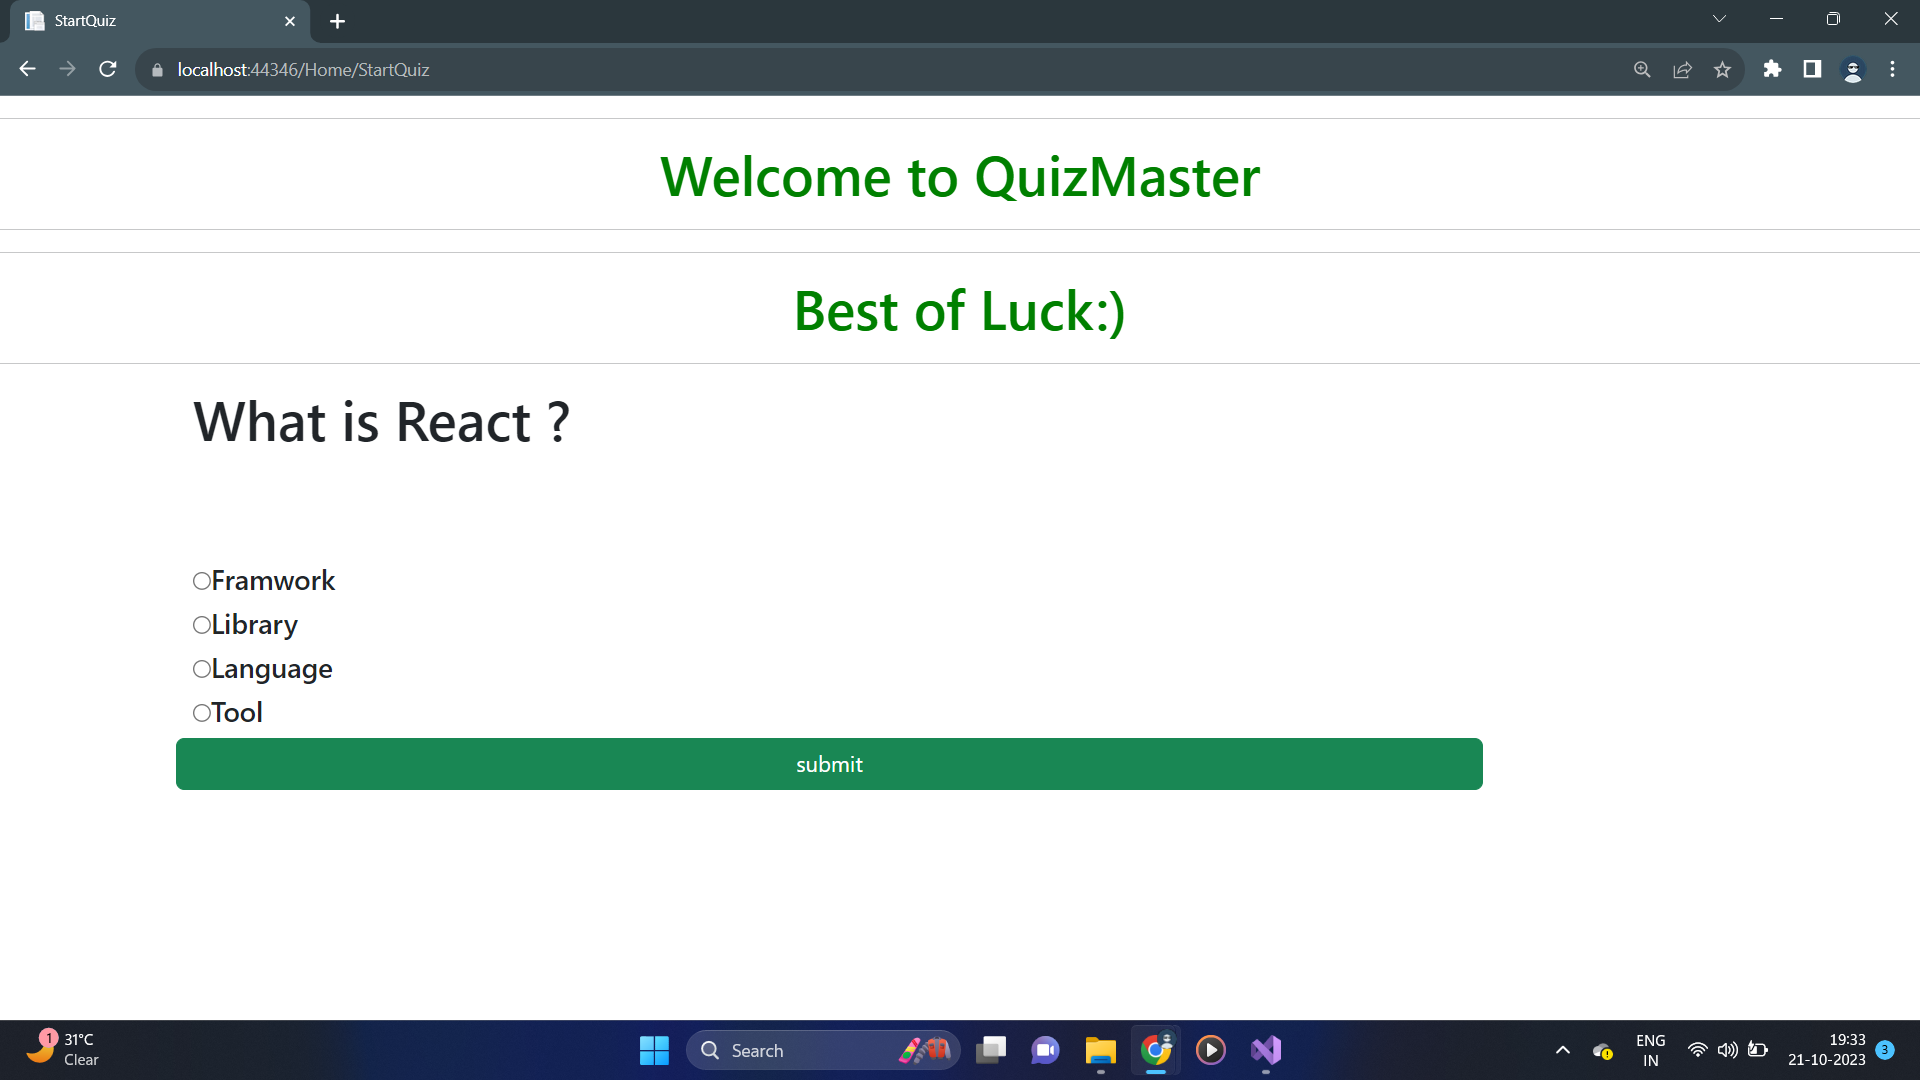 StartQuiz
localhost:44346/Home/StartQuiz
Welcome to QuizMaster
Best of Luck:)
What is React ?
Framwork
Library
Language
Tool
submit
1
31°C
Clear
Search
ENG
IN
19:33
21-10-2023
3